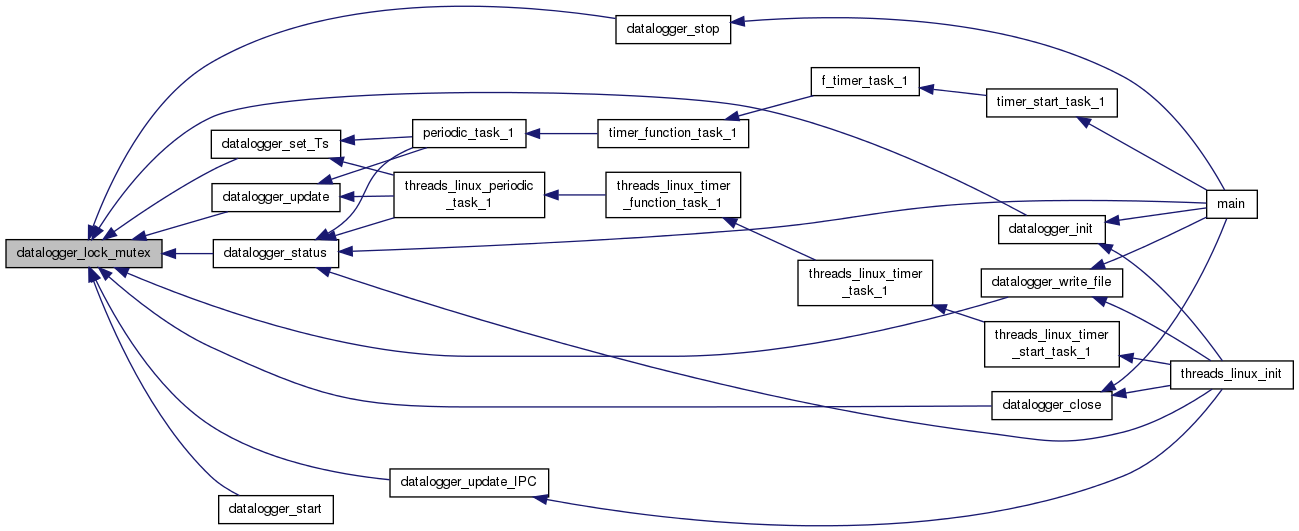 datalogger_stop
f_timer_task_1
timer_start_task_1
periodic_task_1
timer_function_task_1
datalogger_set_Ts
threads_linux_periodic
_task_1
threads_linux_timer
_function_task_1
datalogger_update
main
datalogger_init
datalogger_lock_mutex
datalogger_status
threads_linux_timer
_task_1
datalogger_write_file
threads_linux_timer
_start_task_1
threads_linux_init
datalogger_close
datalogger_update_IPC
datalogger_start